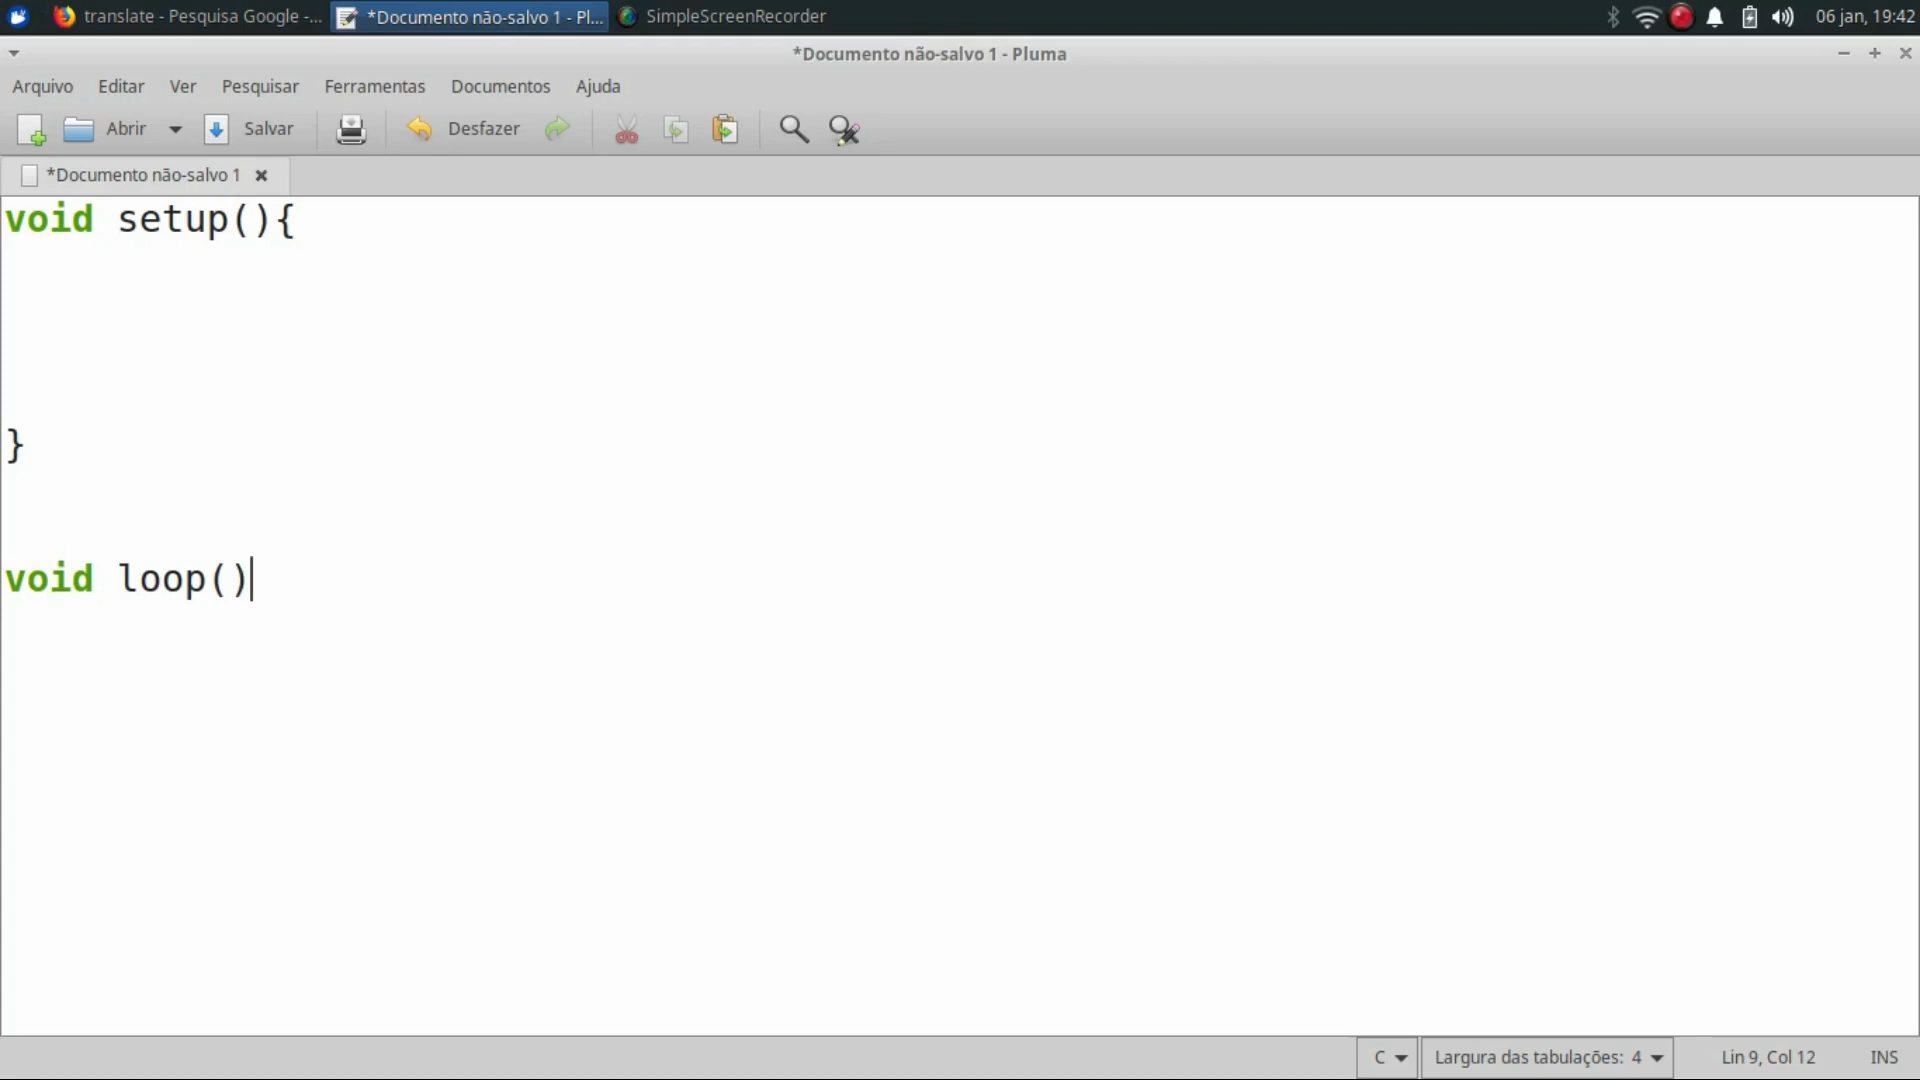 translate - Pesquisa Google -... *Documento não-salvo 1 - Pl... SimpleScreenRecorder 06 jan, 19:42
*Documento não-salvo 1 - Pluma
Arquivo Editar Ver Pesquisar Ferramentas Documentos Ajuda
Abrir Salvar Desfazer
*Documento não-salvo 1
void setup(){
}
void loop()
C Largura das tabulações: 4 Lin 9, Col 12 INS